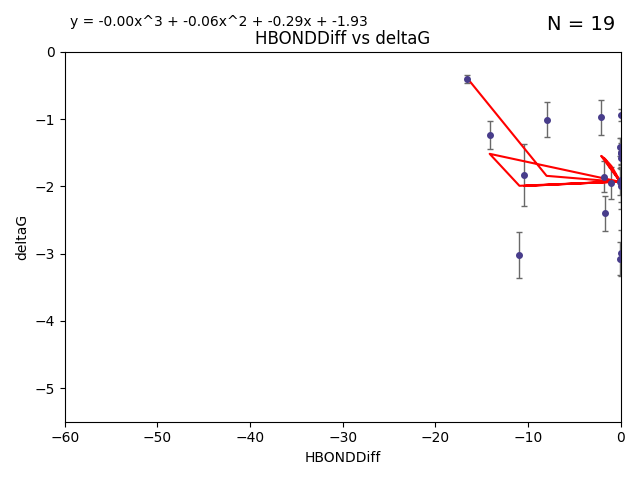 y = -0.00x^3 + -0.06x^2 + -0.29x + -1.93
N = 19
HBONDDiff vs deltaG
0
−1
−2
−3
−4
−5
deltaG
−60 −50 −40 −30 −20 −10 0
HBONDDiff